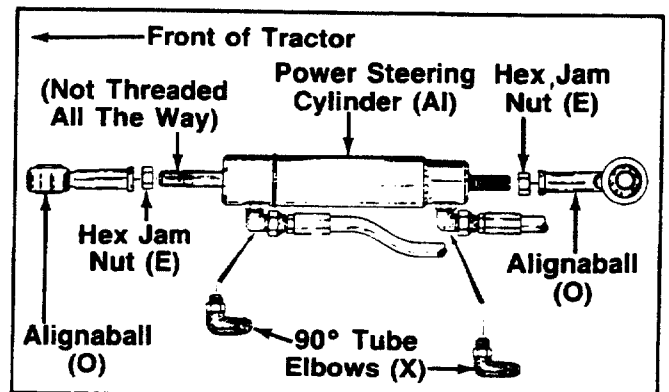 Front of Tractor
(Not Threaded
All The Way)
Power Steering
Cylinder (AI)
Hex Jam
Nut (E)
Hex Jam
Nut (E)
Alignaball
(O)
Alignaball
(O)
90° Tube
Elbows (X)